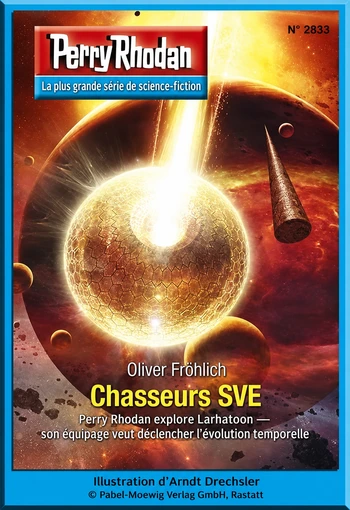 N° 2833
Perry Rhodan
La plus grande série de science-fiction
Oliver Fröhlich
Chasseurs SVE
Perry Rhodan explore Larhatoon —
son équipage veut déclencher l'évolution temporelle
Illustration d'Arndt Drechsler
© Pabel-Moewig Verlag GmbH, Rastatt